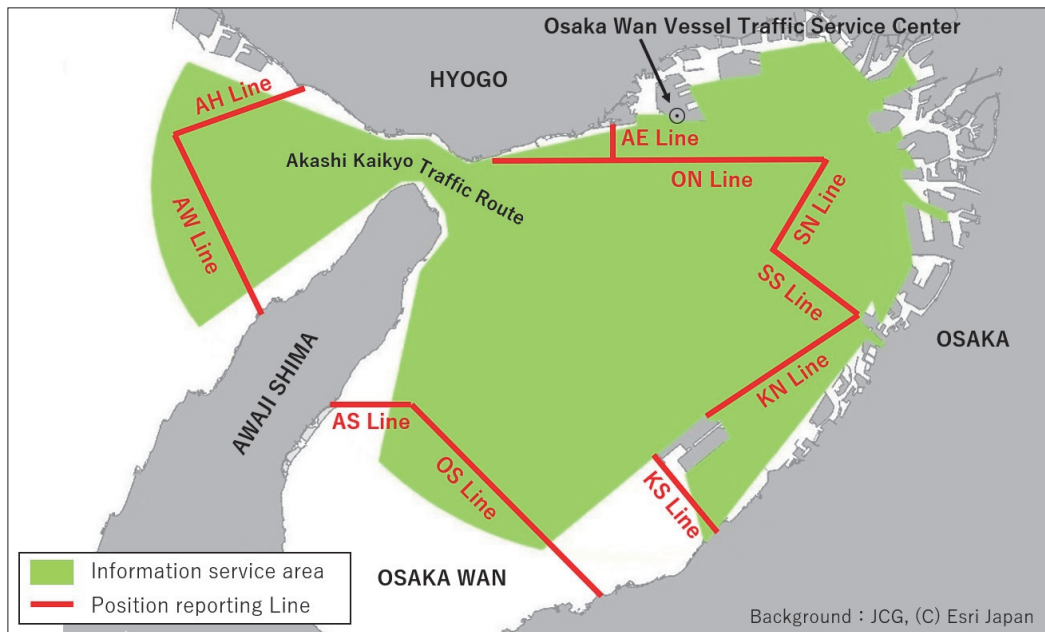 Osaka Wan Vessel Traffic Service Center
HYOGO
AH Line
AE Line
Akashi Kaikyo Traffic Route
ON Line
AW Line
SN Line
SS Line
OSAKA
KN Line
AWAJI SHIMA
AS Line
OS Line
KS Line
OSAKA WAN
Information service area
Position reporting Line
Background：JCG, (C) Esri Japan